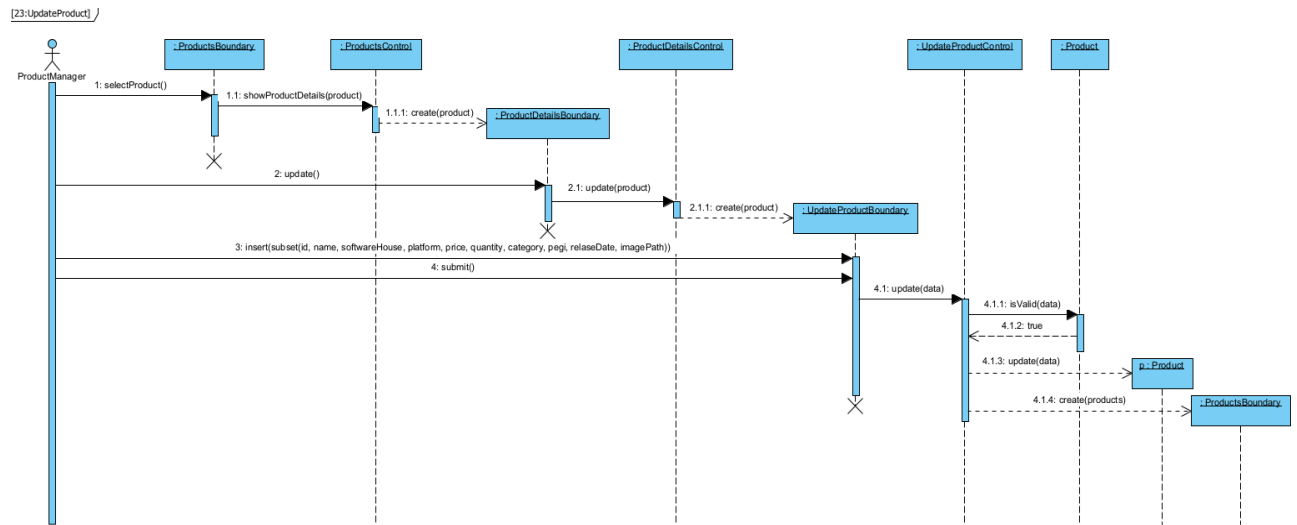 [23:UpdateProduct]
: ProductsBoundary
: ProductsControl
: ProductDetailsControl
: UpdateProductControl
: Product
ProductManager
1: selectProduct()
1.1: showProductDetails(product)
1.1.1: create(product)
: ProductDetailsBoundary
2: update()
2.1: update(product)
2.1.1: create(product)
: UpdateProductBoundary
3: insert(subset(id, name, softwareHouse, platform, price, quantity, category, pegi, relaseDate, imagePath))
4: submit()
4.1: update(data)
4.1.1: isValid(data)
4.1.2: true
4.1.3: update(data)
p : Product
4.1.4: create(products)
: ProductsBoundary